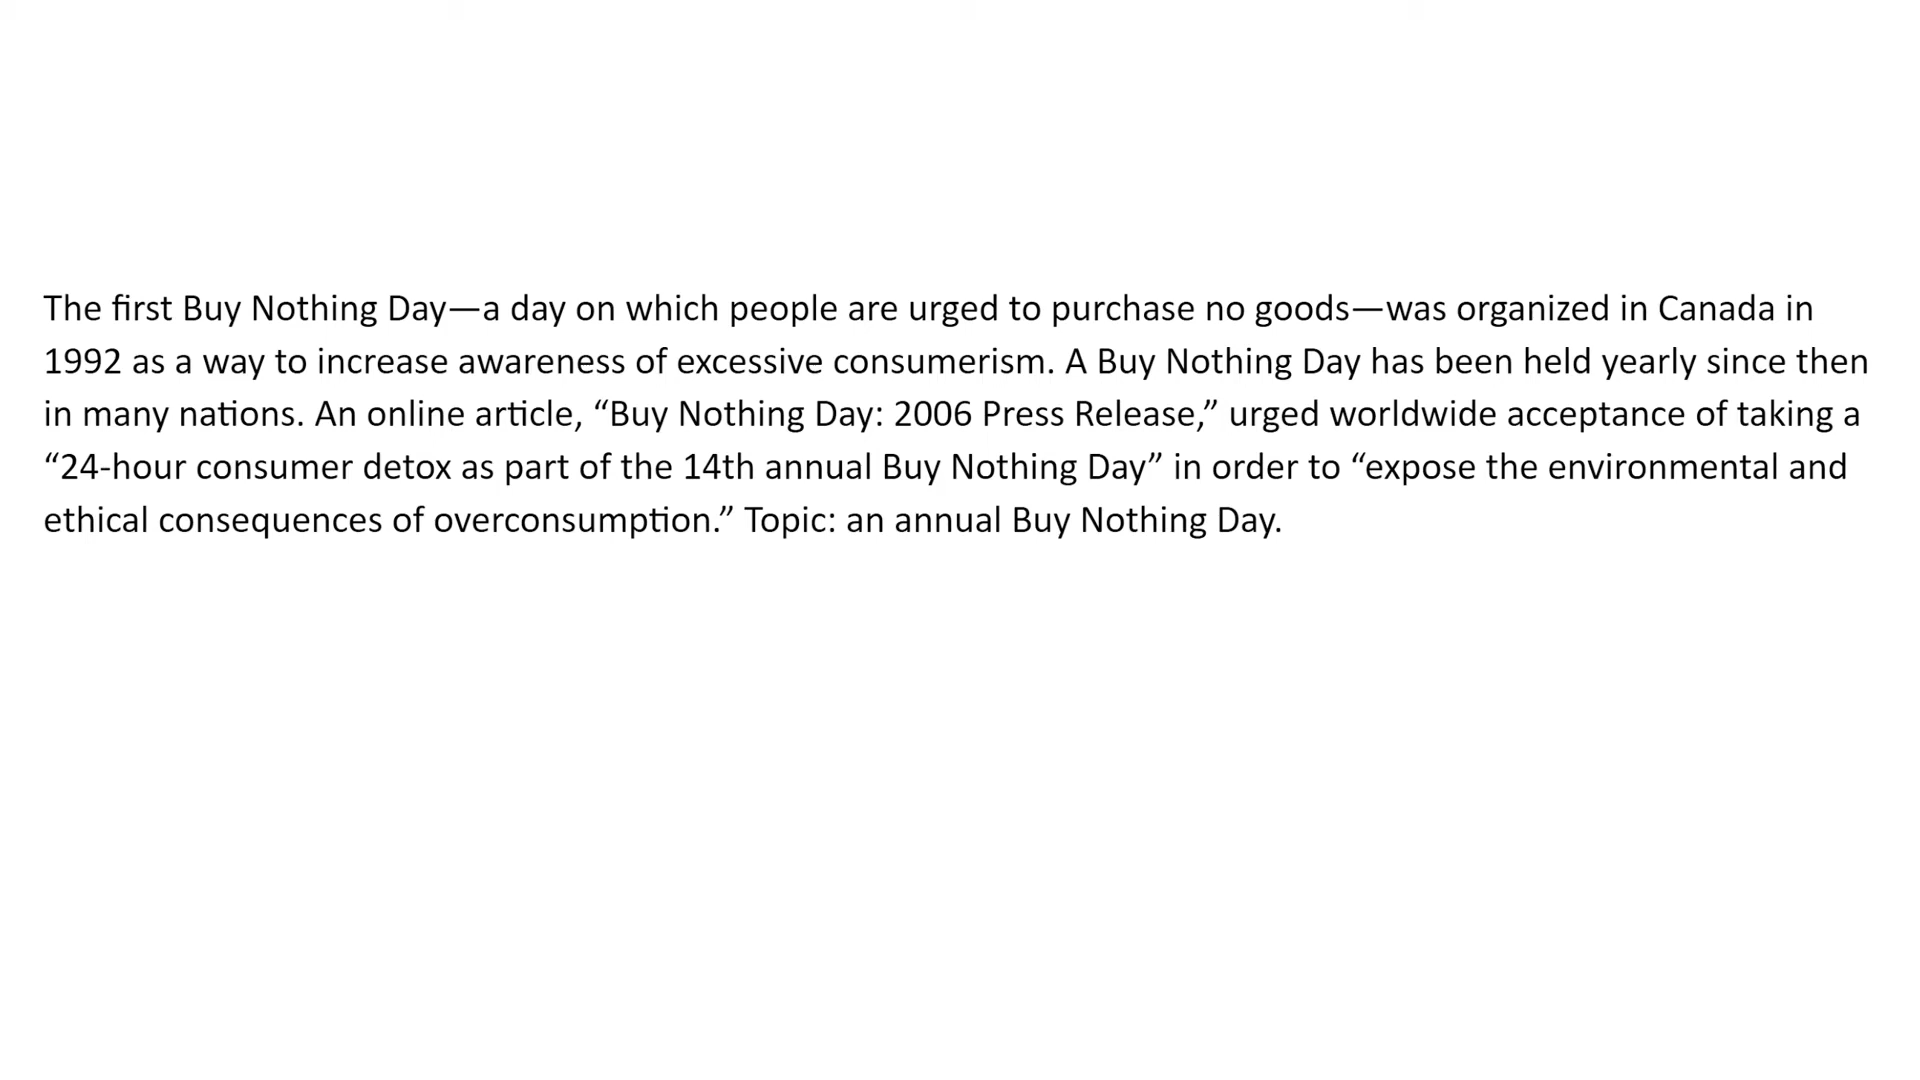 The first Buy Nothing Day—a day on which people are urged to purchase no goods—was organized in Canada in
1992 as a way to increase awareness of excessive consumerism. A Buy Nothing Day has been held yearly since then
in many nations. An online article, “Buy Nothing Day: 2006 Press Release,” urged worldwide acceptance of taking a
“24-hour consumer detox as part of the 14th annual Buy Nothing Day” in order to “expose the environmental and
ethical consequences of overconsumption.” Topic: an annual Buy Nothing Day.